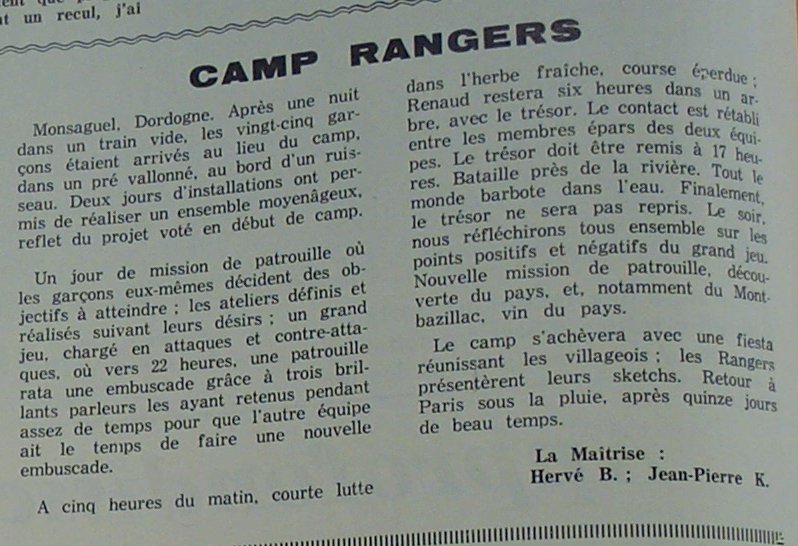 t un recul, j'ai
CAMP RANGERS
Monsaguel, Dordogne. Après une nuit
dans un train vide, les vingt-cinq gar-
çons étaient arrivés au lieu du camp,
dans un pré vallonné, au bord d'un ruis-
seau. Deux jours d'installations ont per-
mis de réaliser un ensemble moyenâgeux,
reflet du projet voté en début de camp.
Un jour de mission de patrouille où
les garçons eux-mêmes décident des ob-
jectifs à atteindre ; les ateliers définis et
réalisés suivant leurs désirs ; un grand
jeu, chargé en attaques et contre-atta-
ques, où vers 22 heures, une patrouille
rata une embuscade grâce à trois bril-
lants parleurs les ayant retenus pendant
assez de temps pour que l'autre équipe
ait le temps de faire une nouvelle
embuscade.
A cinq heures du matin, courte lutte
dans l'herbe fraîche, course éperdue ;
Renaud restera six heures dans un ar-
bre, avec le trésor. Le contact est rétabli
entre les membres épars des deux équi-
pes. Le trésor doit être remis à 17 heu-
res. Bataille près de la rivière. Tout le
monde barbote dans l'eau. Finalement,
le trésor ne sera pas repris. Le soir,
nous réfléchirons tous ensemble sur les
points positifs et négatifs du grand jeu.
Nouvelle mission de patrouille, décou-
verte du pays, et, notamment du Mont-
bazillac, vin du pays.
Le camp s'achèvera avec une fiesta
réunissant les villageois ; les Rangers
présentèrent leurs sketchs. Retour à
Paris sous la pluie, après quinze jours
de beau temps.
La Maîtrise :
Hervé B. ; Jean-Pierre K.